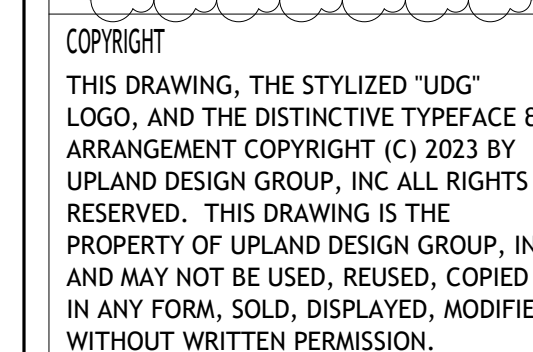 COPYRIGHT
THIS DRAWING, THE STYLIZED "UDG"
LOGO, AND THE DISTINCTIVE TYPEFACE &
ARRANGEMENT COPYRIGHT (C) 2023 BY
UPLAND DESIGN GROUP, INC ALL RIGHTS
RESERVED. THIS DRAWING IS THE
PROPERTY OF UPLAND DESIGN GROUP, IN
AND MAY NOT BE USED, REUSED, COPIED
IN ANY FORM, SOLD, DISPLAYED, MODIFIE
WITHOUT WRITTEN PERMISSION.